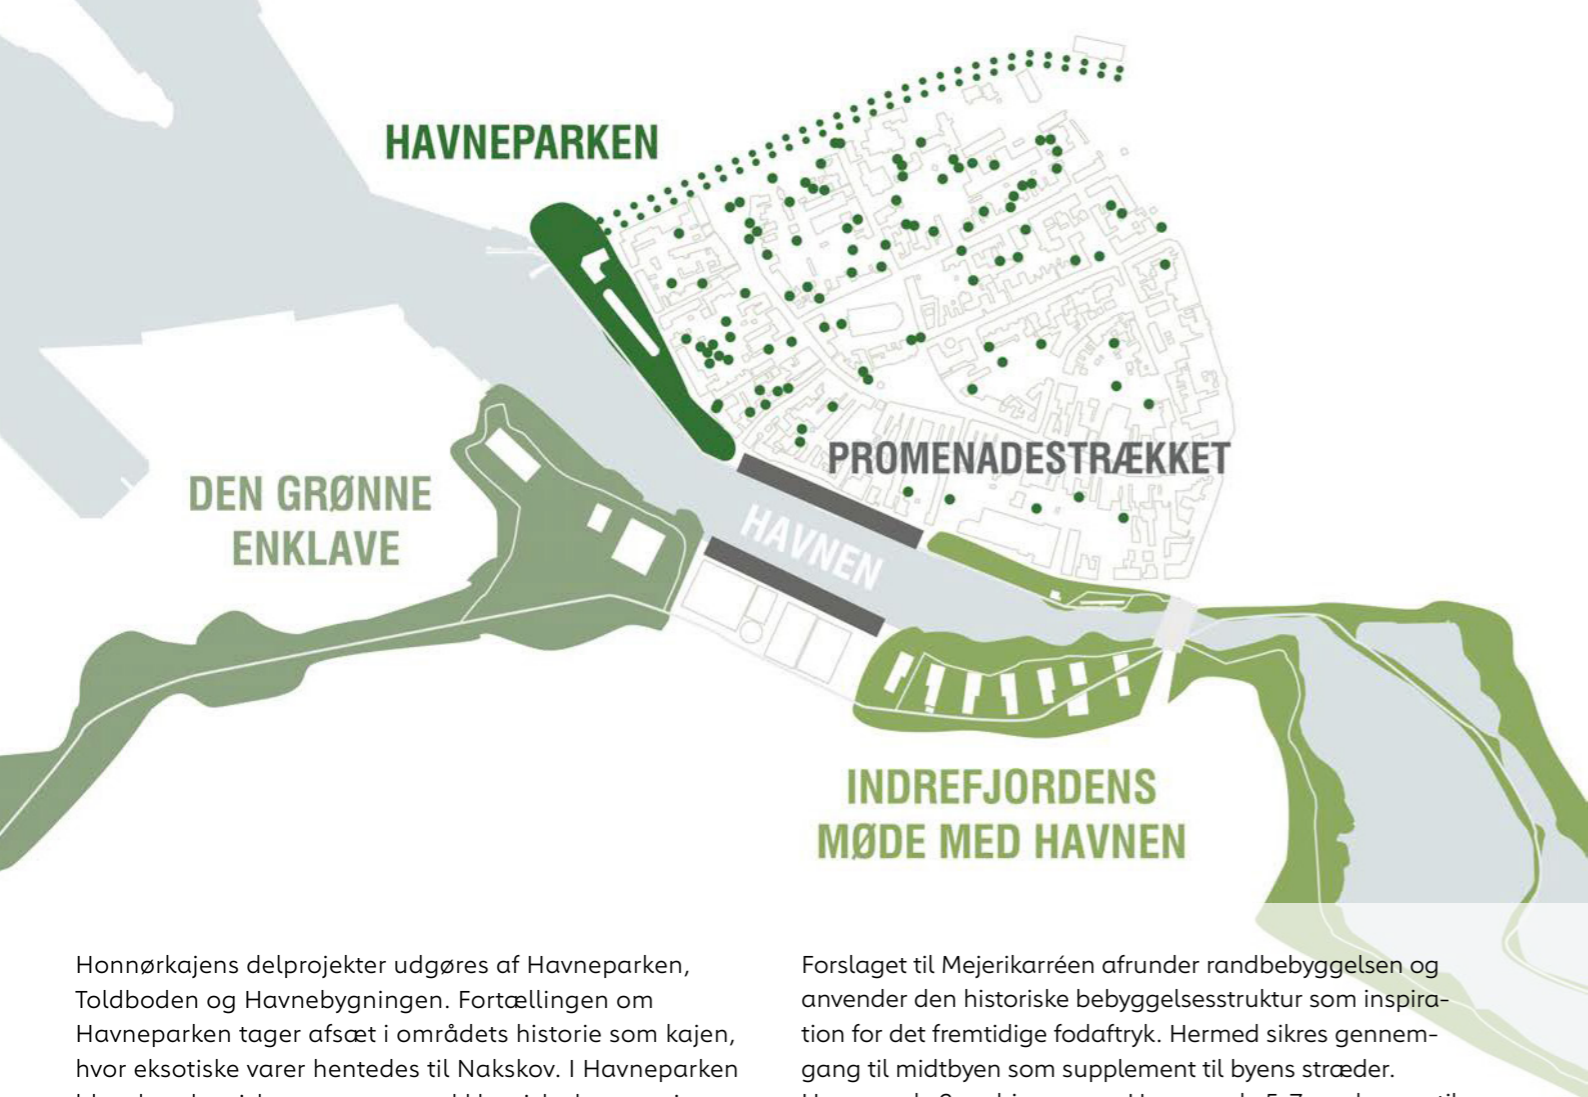 HAVNEPARKEN
DEN GRØNNE
ENKLAVE
PROMENADESTRÆKKET
HAVNEN
INDREFJORDENS
MØDE MED HAVNEN
Honnørkajens delprojekter udgøres af Havneparken,
Toldboden og Havnebygningen. Fortællingen om
Havneparken tager afsæt i områdets historie som kajen,
hvor eksotiske varer hentedes til Nakskov. I Havneparken
Forslaget til Mejerikarréen afrunder randbebyggelsen og
anvender den historiske bebyggelsesstruktur som inspira-
tion for det fremtidige fodaftryk. Hermed sikres gennem-
gang til midtbyen som supplement til byens stræder.